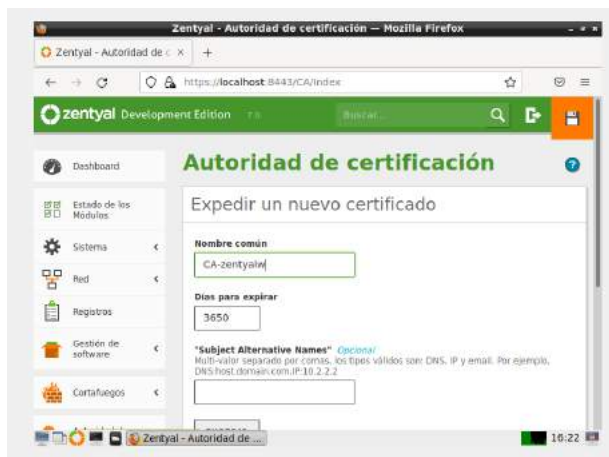 Zentyal - Autoridad de certificación — Mozilla Firefox
Zentyal - Autoridad de c
https://localhost:8443/CA/Index
zentyal Development Edition 7.0 Buscar...
Autoridad de certificación
Dashboard
Expedir un nuevo certificado
Estado de los
Módulos
Nombre común
Sistema
CA-zentyalw
Red
Días para expirar
Registros
3650
Gestión de
software
"Subject Alternative Names" Opcional
Multi-valor separado por comas, los tipos válidos son: DNS, IP y email. Por ejemplo,
DNS:host.domain.com,IP:10.2.2.2
Cortafuegos
Zentyal - Autoridad de ...
16:22